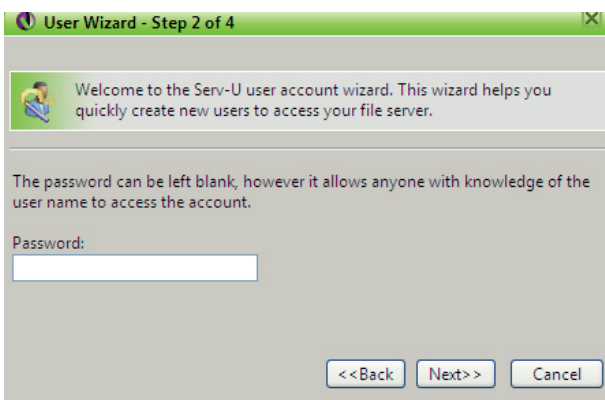 User Wizard - Step 2 of 4
Welcome to the Serv-U user account wizard. This wizard helps you
quickly create new users to access your file server.
The password can be left blank, however it allows anyone with knowledge of the
user name to access the account.
Password:
<<Back Next>> Cancel